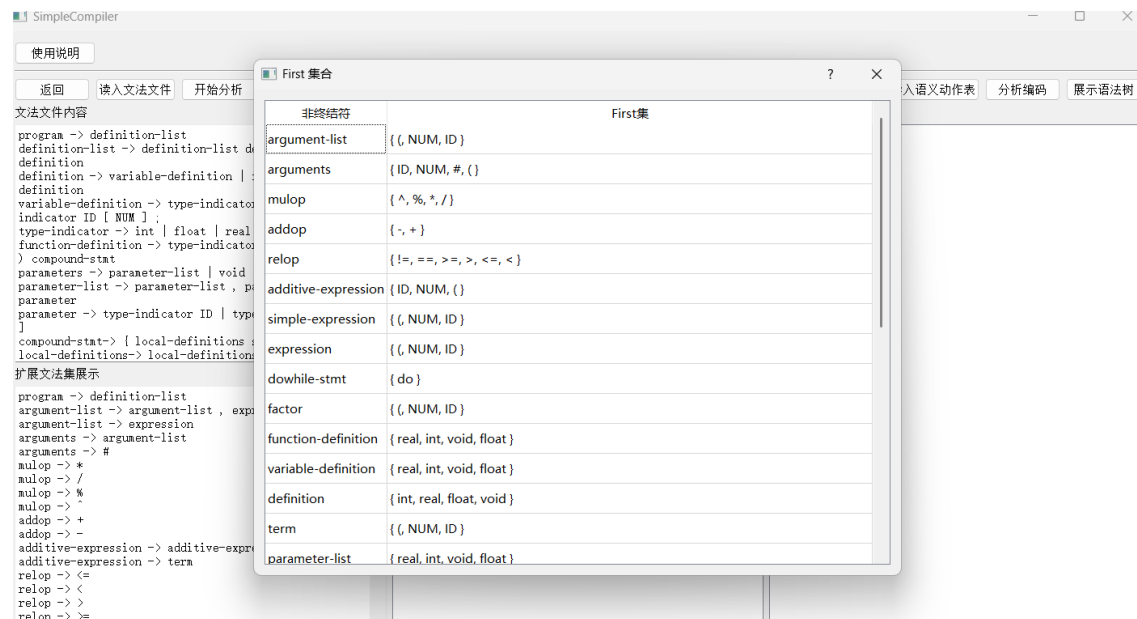 SimpleCompiler
使用说明
返回 读入文法文件 开始分析 入语义动作表 分析编码 展示语法树
文法文件内容
program -> definition-list
definition-list -> definition-list
definition
definition -> variable-definition |
definition
variable-definition -> type-indicator
indicator ID [ NUM ] ;
type-indicator -> int | float | real
function-definition -> type-indicator
) compound-stmt
parameters -> parameter-list | void
parameter-list -> parameter-list ,
parameter
parameter -> type-indicator ID |
]
compound-stmt-> { local-definitions
local-definitions-> local-definitions
扩展文法集展示
program -> definition-list
argument-list -> argument-list ,
argument-list -> expression
arguments -> argument-list
arguments -> #
mulop -> *
mulop -> /
mulop -> %
mulop -> ^
addop -> +
addop -> -
additive-expression ->
additive-expression -> term
relop -> <=
relop -> <
relop -> >
relop -> >=
First 集合
? ×
非终结符 First集
argument-list { (, NUM, ID }
arguments { ID, NUM, #, ( }
mulop { ^, %, *, / }
addop { -, + }
relop { !=, ==, >=, >, <=, < }
additive-expression { ID, NUM, ( }
simple-expression { (, NUM, ID }
expression { (, NUM, ID }
dowhile-stmt { do }
factor { (, NUM, ID }
function-definition { real, int, void, float }
variable-definition { real, int, void, float }
definition { int, real, float, void }
term { (, NUM, ID }
parameter-list { real, int, void, float }